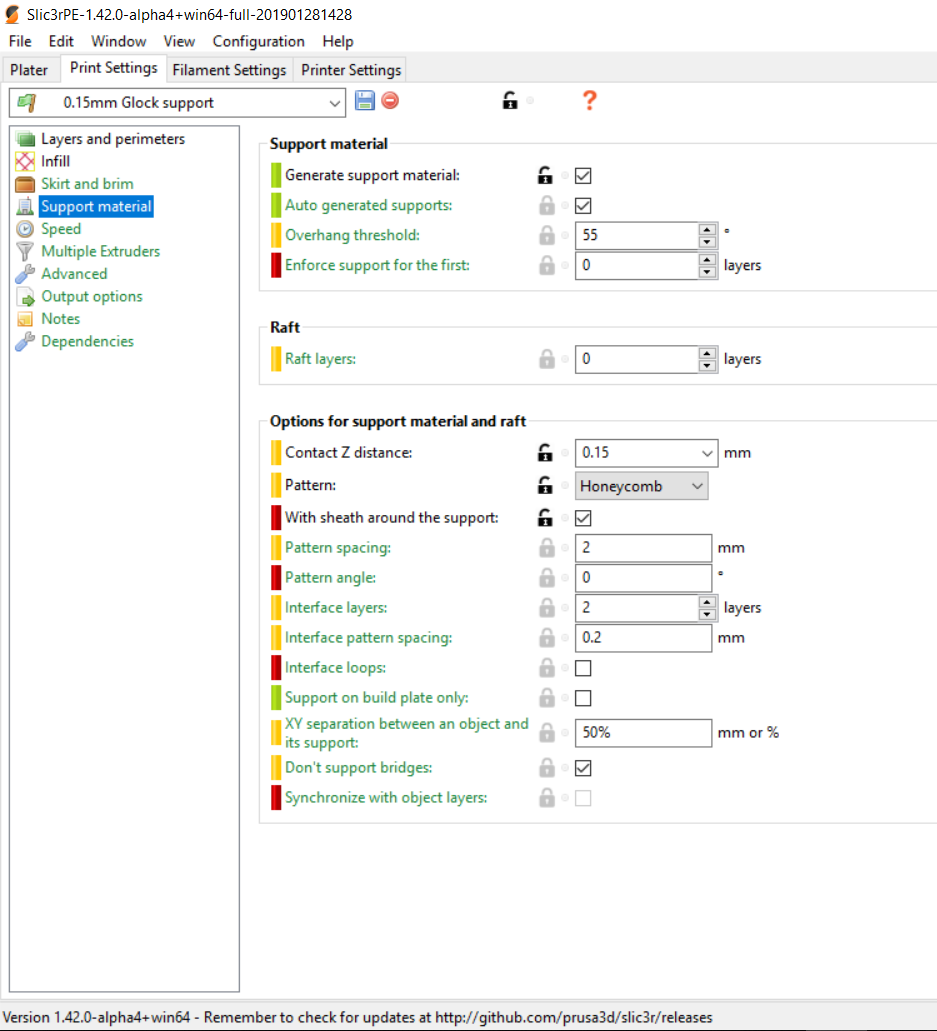 Slic3rPE-1.42.0-alpha4+win64-full-201901281428
File Edit Window View Configuration Help
Plater Print Settings Filament Settings Printer Settings
0.15mm Glock support ?
Layers and perimeters
Infill
Skirt and brim
Support material
Speed
Multiple Extruders
Advanced
Output options
Notes
Dependencies
Support material
Generate support material:
Auto generated supports:
Overhang threshold: 55 °
Enforce support for the first: 0 layers
Raft
Raft layers: 0 layers
Options for support material and raft
Contact Z distance: 0.15 mm
Pattern: Honeycomb
With sheath around the support:
Pattern spacing: 2 mm
Pattern angle: 0 °
Interface layers: 2 layers
Interface pattern spacing: 0.2 mm
Interface loops:
Support on build plate only:
XY separation between an object and
its support: 50% mm or %
Don't support bridges:
Synchronize with object layers:
Version 1.42.0-alpha4+win64 - Remember to check for updates at http://github.com/prusa3d/slic3r/releases